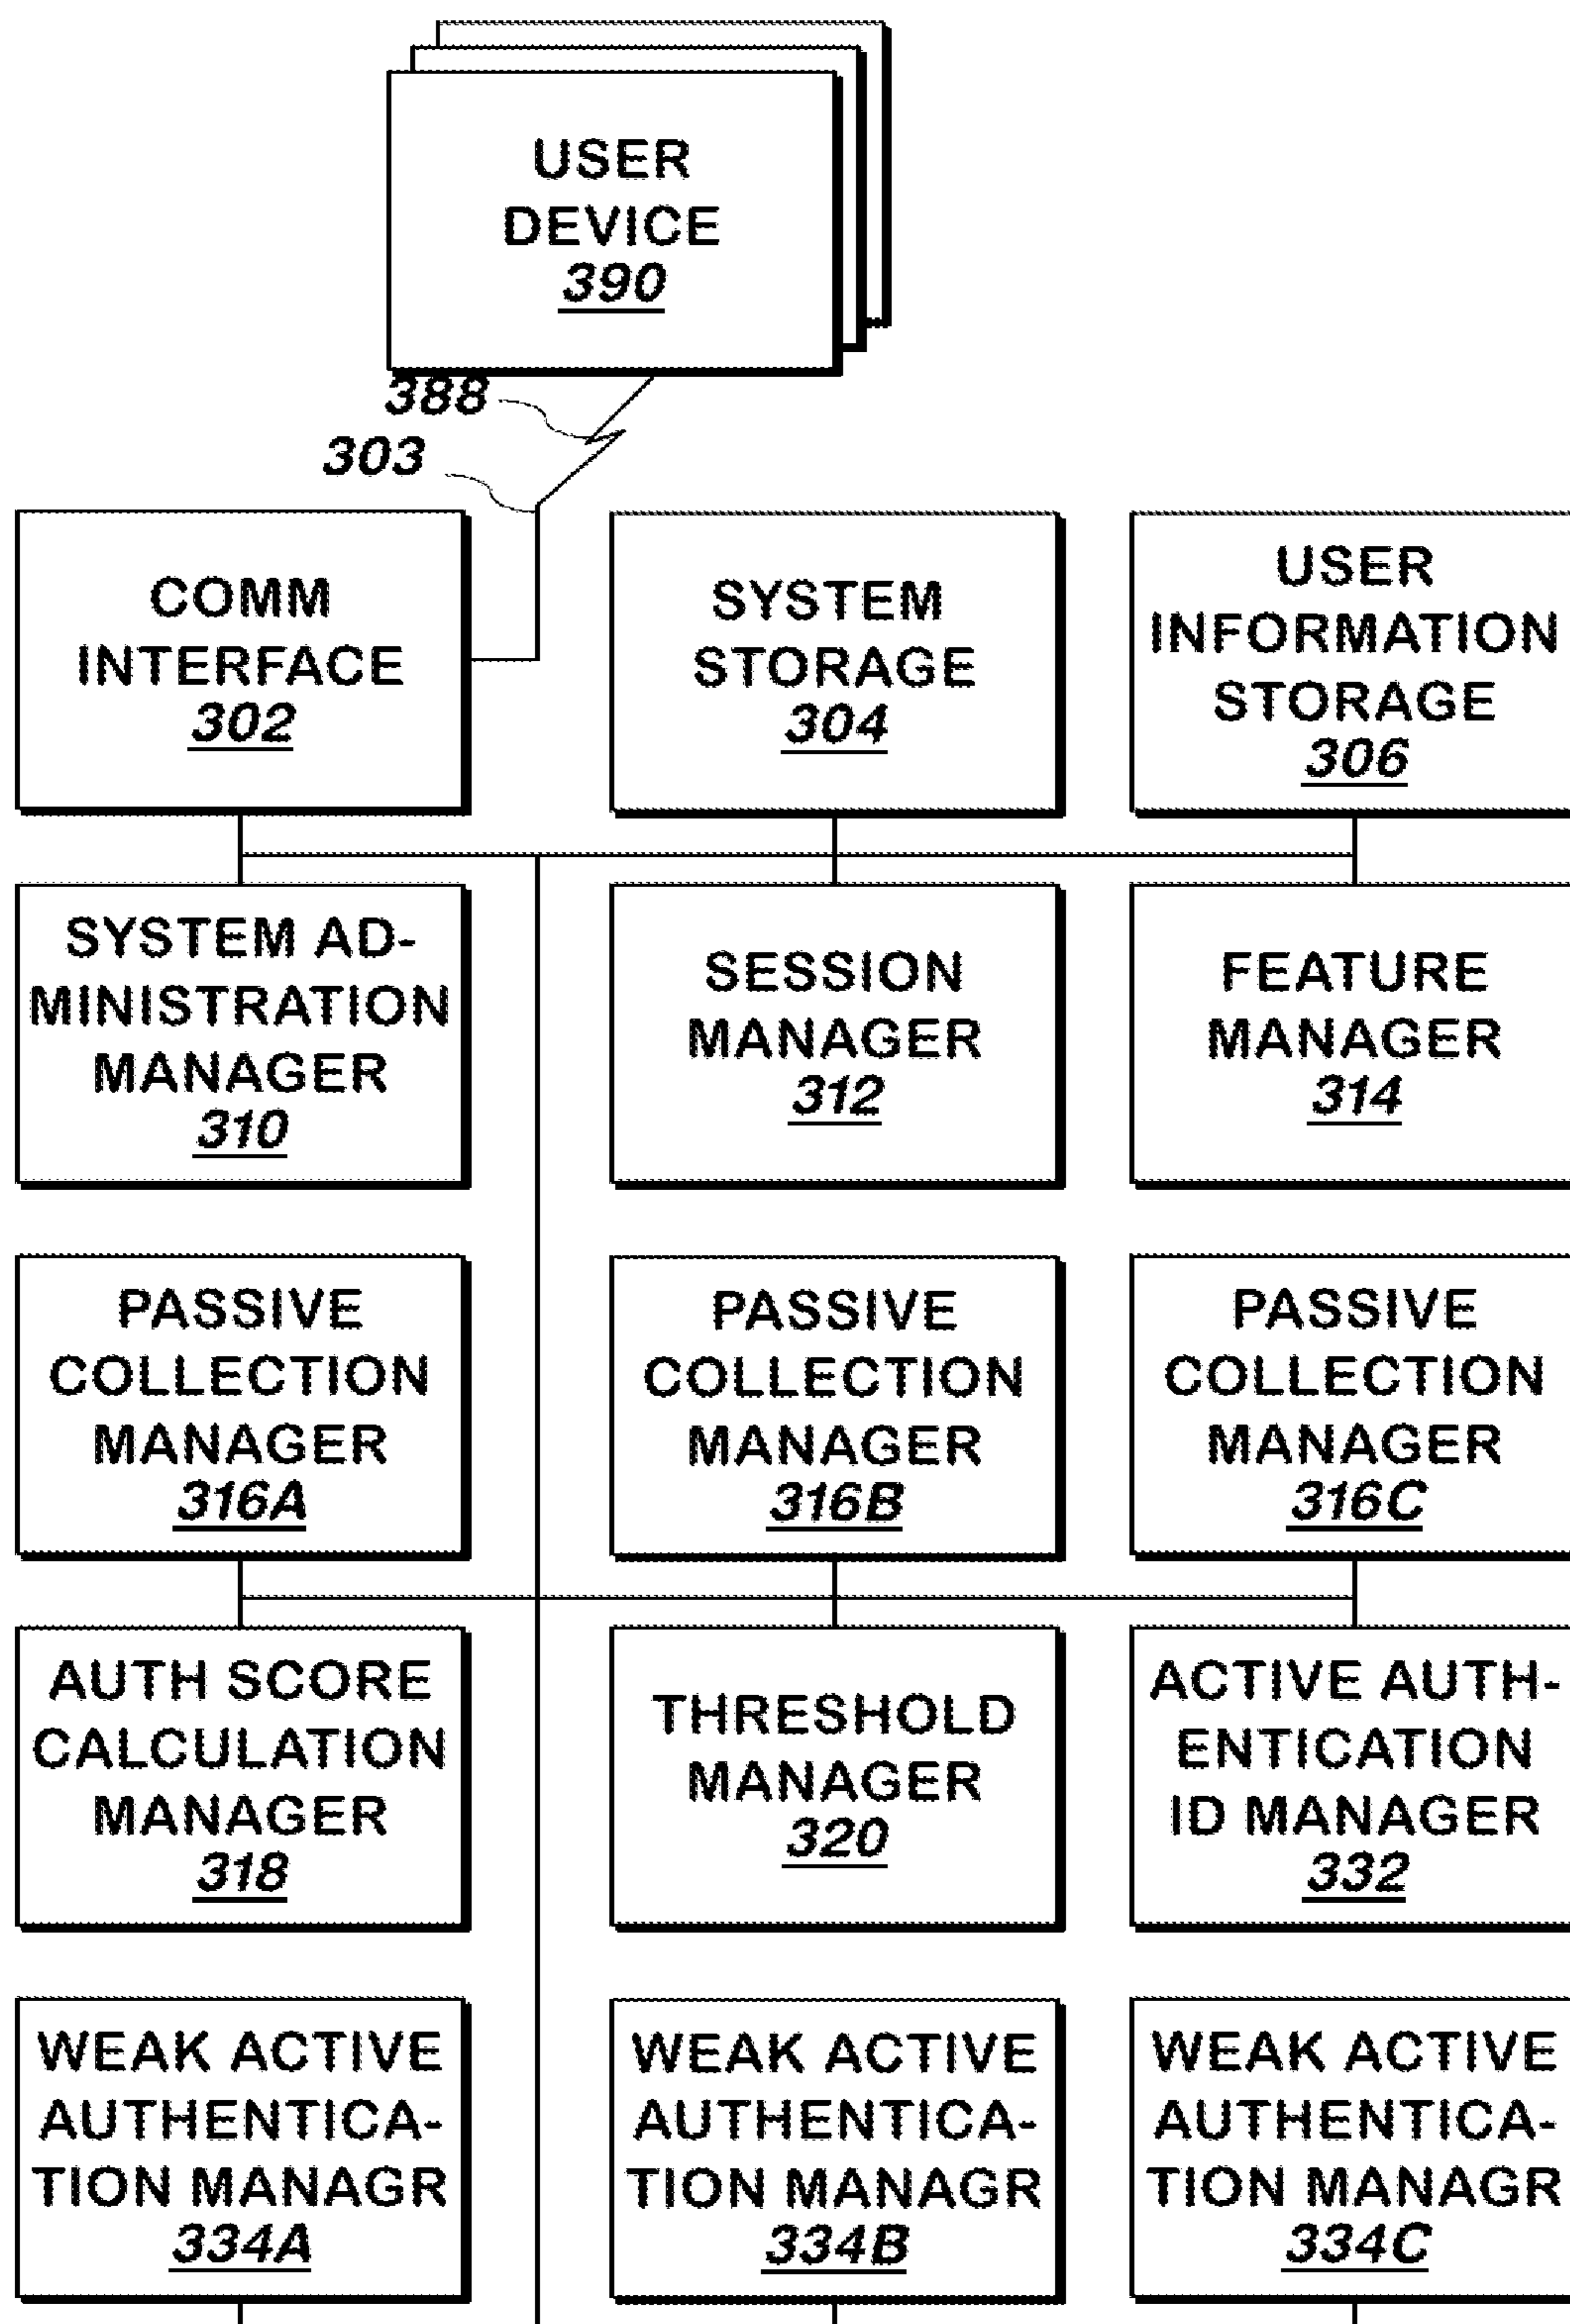 USER
DEVICE
390
388
303
COMM
INTERFACE
302
SYSTEM
STORAGE
304
USER
INFORMATION
STORAGE
306
SYSTEM AD-
MINISTRATION
MANAGER
310
SESSION
MANAGER
312
FEATURE
MANAGER
314
PASSIVE
COLLECTION
MANAGER
316A
PASSIVE
COLLECTION
MANAGER
316B
PASSIVE
COLLECTION
MANAGER
316C
AUTH SCORE
CALCULATION
MANAGER
318
THRESHOLD
MANAGER
320
ACTIVE AUTH-
ENTICATION
ID MANAGER
332
WEAK ACTIVE
AUTHENTICA-
TION MANAGR
334A
WEAK ACTIVE
AUTHENTICA-
TION MANAGR
334B
WEAK ACTIVE
AUTHENTICA-
TION MANAGR
334C